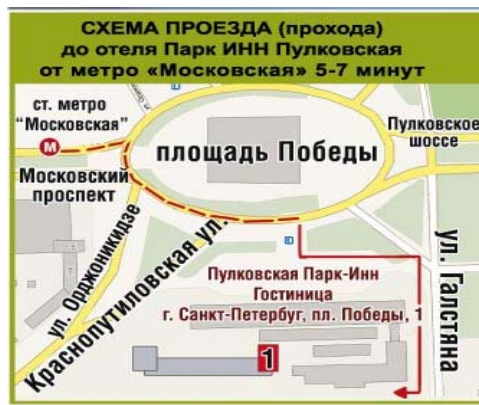 СХЕМА ПРОЕЗДА (прохода)
до отеля Парк ИНН Пулковская
от метро «Московская» 5-7 минут
ст. метро
"Московская"
М
Московский
проспект
площадь Победы
Пулковское
шоссе
ул. Орджоникидзе
Краснопутиловская ул.
ул. Галстяна
Пулковская Парк-Инн
Гостиница
г. Санкт-Петербург, пл. Победы, 1
1